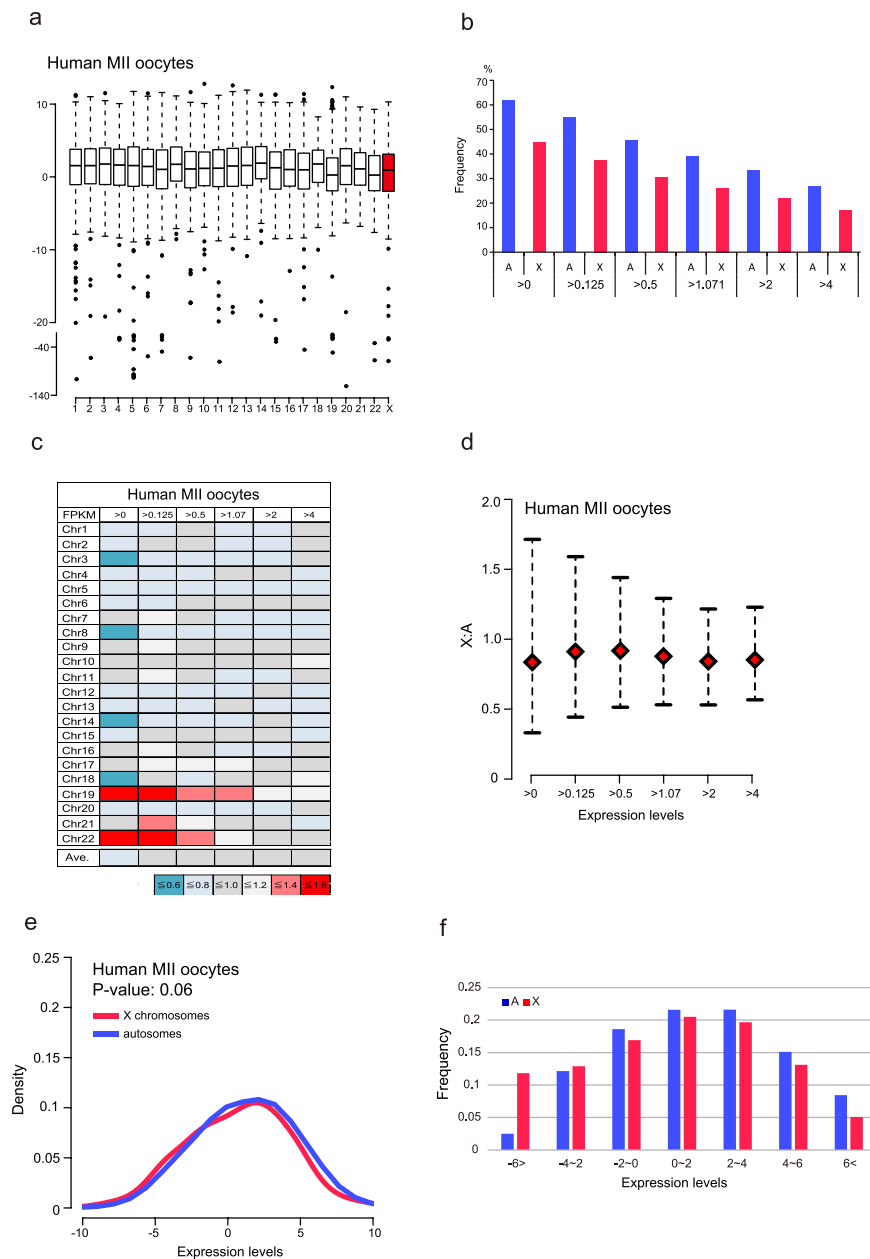 a
Human MII oocytes
10
0
-10
-20
-40
-140
1 2 3 4 5 6 7 8 9 10 11 12 13 14 15 16 17 18 19 20 21 22 X
b
%
70
60
50
40
30
20
10
0
Frequency
A X A X A X A X A X A X
>0 >0.125 >0.5 >1.071 >2 >4
c
Human MII oocytes
FPKM >0 >0.125 >0.5 >1.07 >2 >4
Chr1
Chr2
Chr3
Chr4
Chr5
Chr6
Chr7
Chr8
Chr9
Chr10
Chr11
Chr12
Chr13
Chr14
Chr15
Chr16
Chr17
Chr18
Chr19
Chr20
Chr21
Chr22
Ave.
≦0.6 ≦0.8 ≦1.0 ≦1.2 ≦1.4 ≦1.6
d
Human MII oocytes
2.0
1.5
1.0
0.5
0
X:A
>0 >0.125 >0.5 >1.07 >2 >4
Expression levels
e
Human MII oocytes
P-value: 0.06
X chromosomes
autosomes
0.25
0.2
0.15
0.1
0.05
0
Density
-10 -5 0 5 10
Expression levels
f
A X
0.25
0.2
0.15
0.1
0.05
0
Frequency
-6> -4~2 -2~0 0~2 2~4 4~6 6<
Expression levels